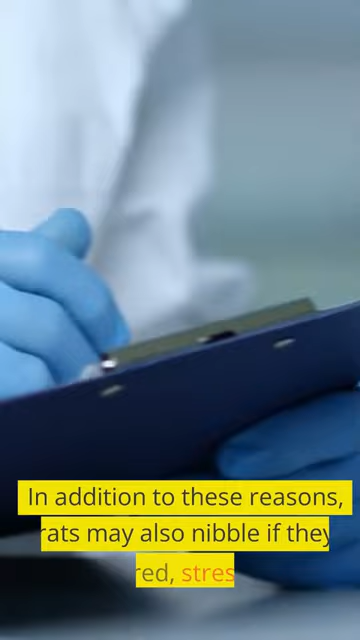 In addition to these reasons,
rats may also nibble if they
red, stres